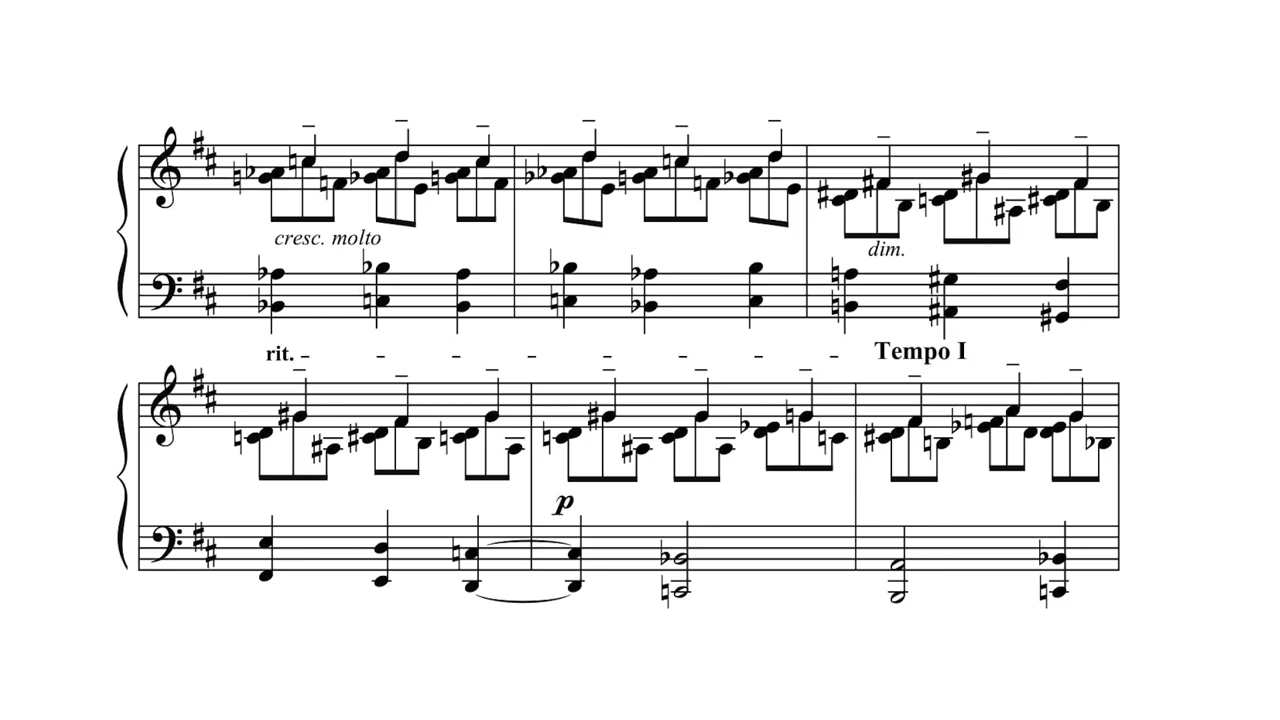 cresc. molto
dim.
rit.
Tempo I
p